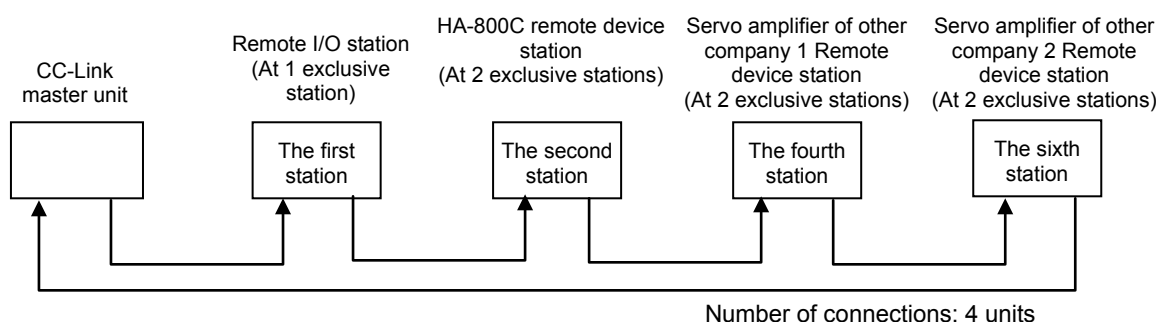 CC-Link
master unit
Remote I/O station
(At 1 exclusive
station)
HA-800C remote device
station
(At 2 exclusive stations)
Servo amplifier of other
company 1 Remote
device station
(At 2 exclusive stations)
Servo amplifier of other
company 2 Remote
device station
(At 2 exclusive stations)
The first
station
The second
station
The fourth
station
The sixth
station
Number of connections: 4 units